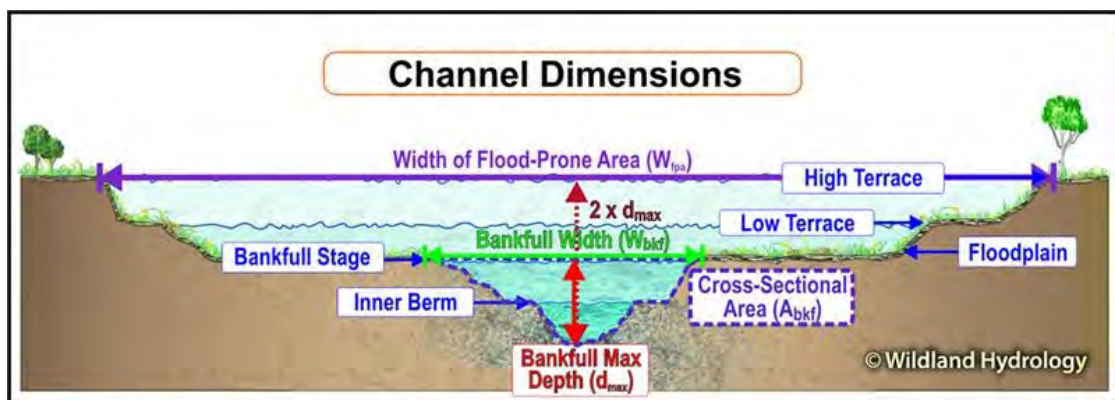 Channel Dimensions
Width of Flood-Prone Area (Wfpa)
High Terrace
2 x dmax
Low Terrace
Bankfull Width (Wbkf)
Bankfull Stage
Floodplain
Inner Berm
Cross-Sectional
Area (Abkf)
Bankfull Max
Depth (dmax)
© Wildland Hydrology